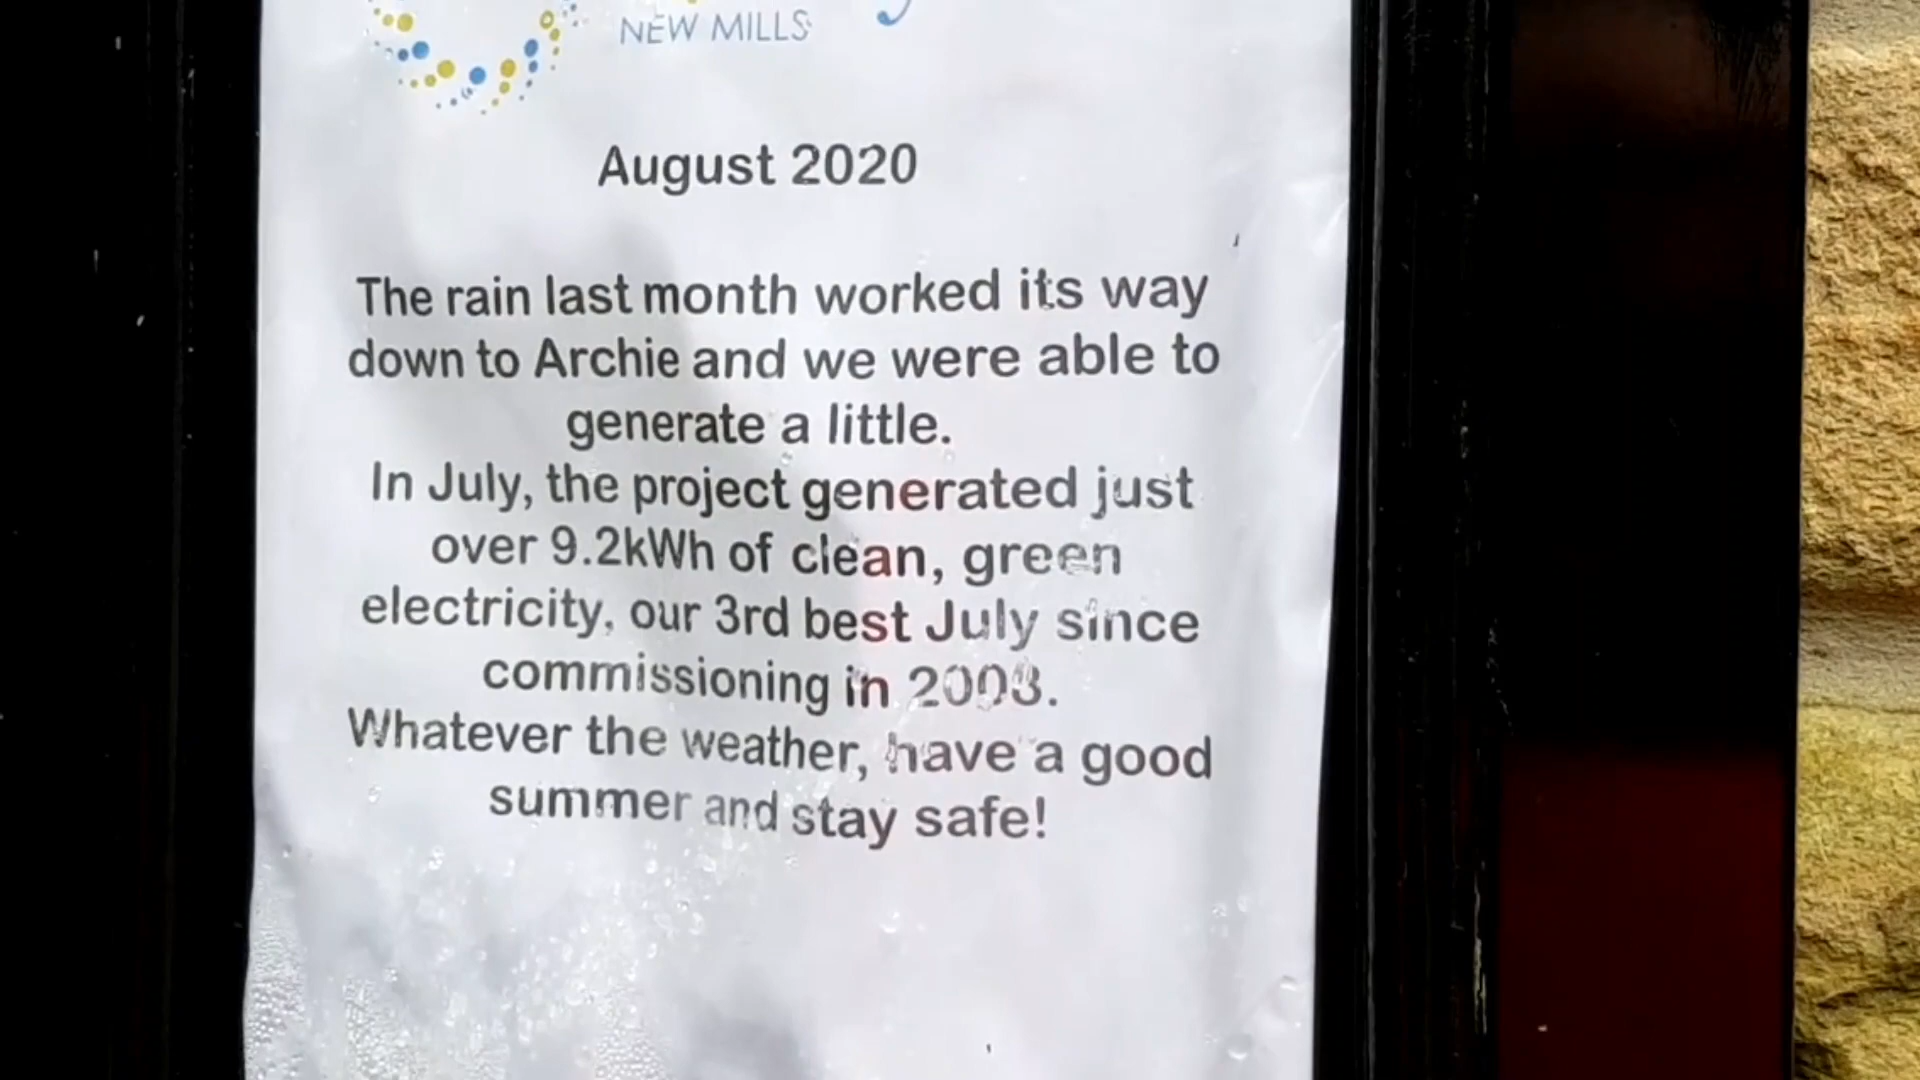 NEW MILLS
August 2020
The rain last month worked its way
down to Archie and we were able to
generate a little.
In July, the project generated just
over 9.2kWh of clean, green
electricity, our 3rd best July since
commissioning in 2008.
Whatever the weather, have a good
summer and stay safe!